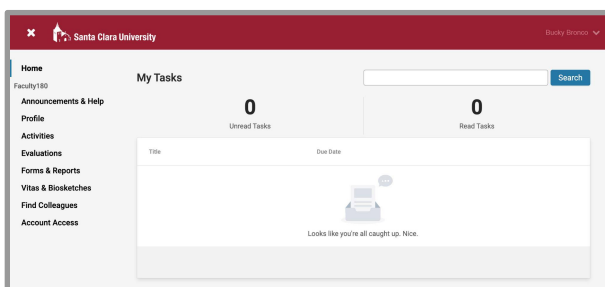 Santa Clara University
Bucky Bronco
Home
Faculty180
Announcements & Help
Profile
Activities
Evaluations
Forms & Reports
Vitas & Biosketches
Find Colleagues
Account Access
My Tasks
Search
0
Unread Tasks
0
Read Tasks
Title Due Date
Looks like you're all caught up. Nice.